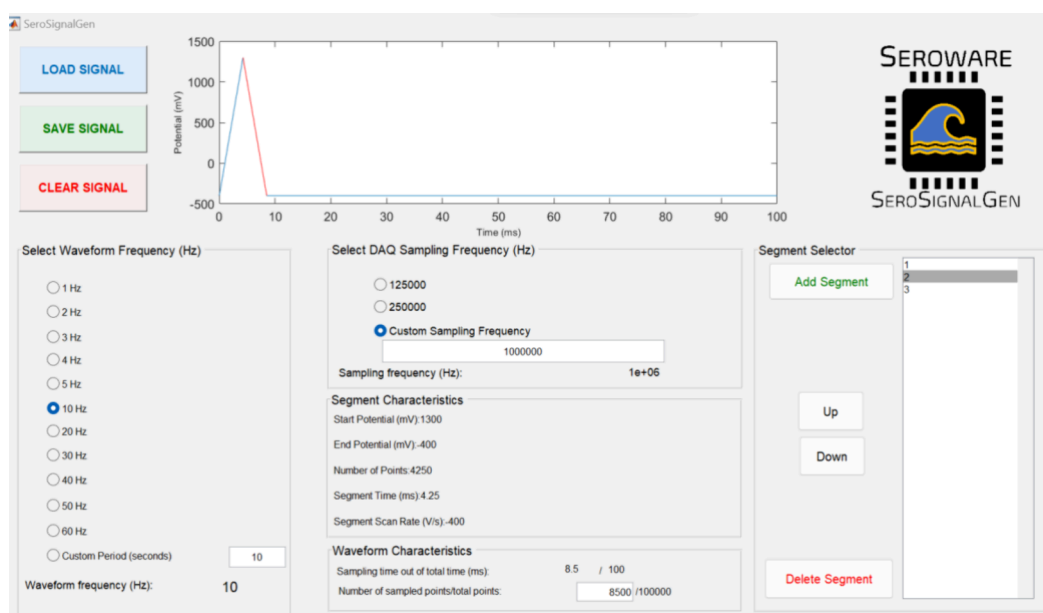 SeroSignalGen
LOAD SIGNAL
SAVE SIGNAL
CLEAR SIGNAL
Potential (mV)
1500
1000
500
0
-500
0 10 20 30 40 50 60 70 80 90 100
Time (ms)
SEROWARE
SEROSIGNALGEN
Select Waveform Frequency (Hz)
1 Hz
2 Hz
3 Hz
4 Hz
5 Hz
10 Hz
20 Hz
30 Hz
40 Hz
50 Hz
60 Hz
Custom Period (seconds) 10
Waveform frequency (Hz): 10
Select DAQ Sampling Frequency (Hz)
125000
250000
Custom Sampling Frequency
1000000
Sampling frequency (Hz): 1e+06
Segment Characteristics
Start Potential (mV):1300
End Potential (mV):-400
Number of Points:4250
Segment Time (ms):4.25
Segment Scan Rate (V/s):-400
Waveform Characteristics
Sampling time out of total time (ms): 8.5 / 100
Number of sampled points/total points: 8500 /100000
Segment Selector
Add Segment
Up
Down
Delete Segment
1
2
3